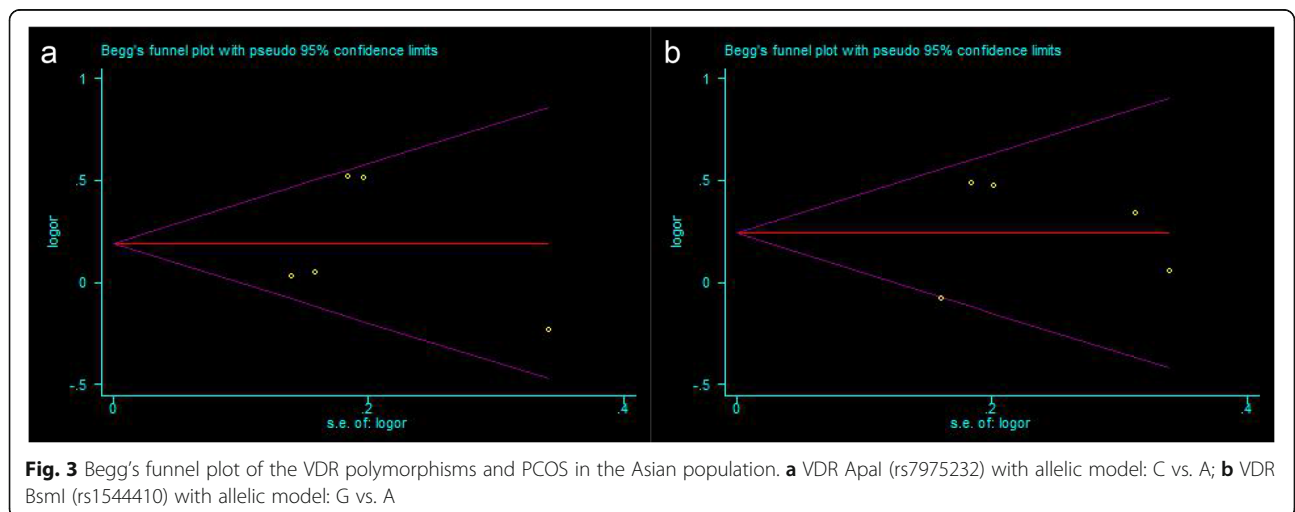 a
Begg's funnel plot with pseudo 95% confidence limits
1
.5
0
-.5
logor
0
.2
.4
s.e. of: logor
b
Begg's funnel plot with pseudo 95% confidence limits
1
.5
0
-.5
logor
0
.2
.4
s.e. of: logor
Fig. 3 Begg’s funnel plot of the VDR polymorphisms and PCOS in the Asian population. a VDR ApaI (rs7975232) with allelic model: C vs. A; b VDR
BsmI (rs1544410) with allelic model: G vs. A